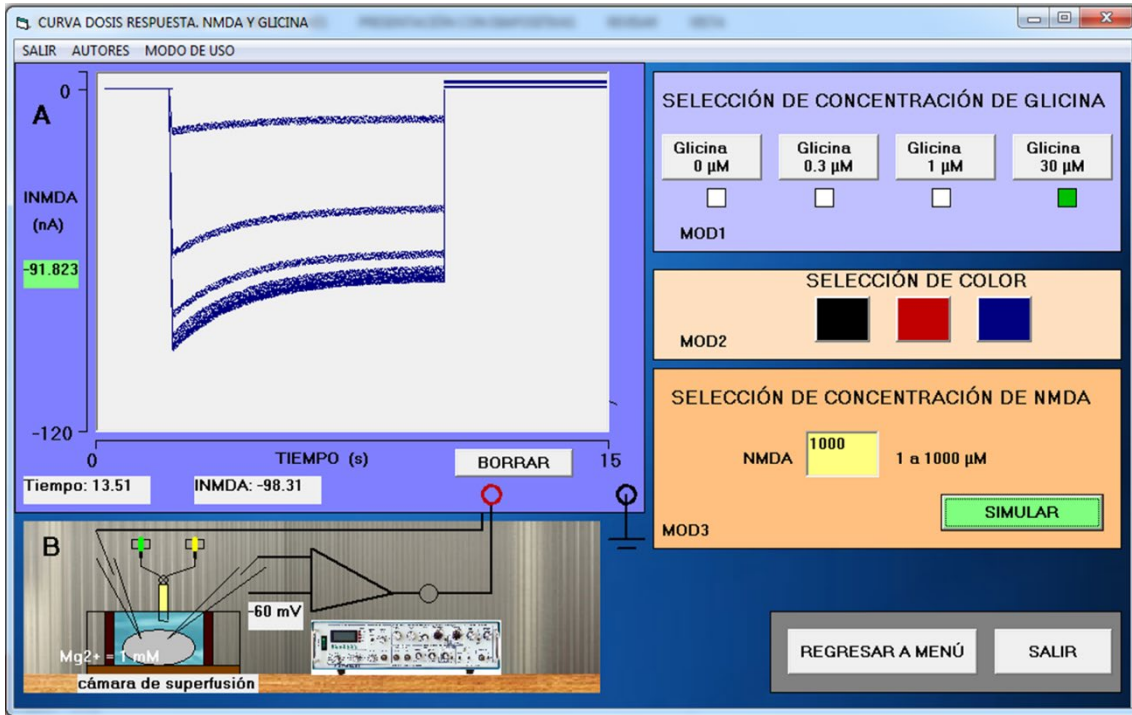 CURVA DOSIS RESPUESTA. NMDA Y GLICINA
SALIR AUTORES MODO DE USO
A
0
INMDA
(nA)
-91.823
-120
0
TIEMPO (s)
BORRAR
15
Tiempo: 13.51
INMDA: -98.31
SELECCIÓN DE CONCENTRACIÓN DE GLICINA
Glicina
0 µM
Glicina
0.3 µM
Glicina
1 µM
Glicina
30 µM
MOD1
SELECCIÓN DE COLOR
MOD2
SELECCIÓN DE CONCENTRACIÓN DE NMDA
NMDA
1000
1 a 1000 µM
SIMULAR
MOD3
B
-60 mV
Mg2+ = 1 mM
cámara de superfusión
REGRESAR A MENÚ
SALIR